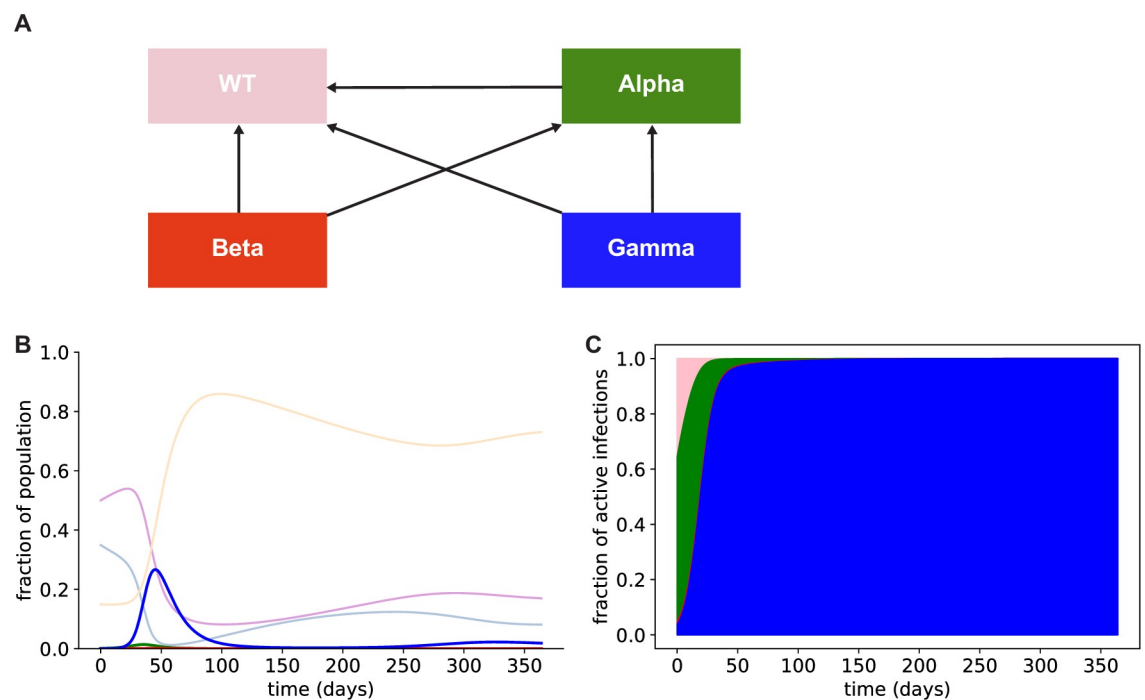 A
WT
Alpha
Beta
Gamma
B
1.0
0.8
0.6
0.4
0.2
0.0
fraction of population
0
50
100
150
200
250
300
350
time (days)
C
1.0
0.8
0.6
0.4
0.2
0.0
fraction of active infections
0
50
100
150
200
250
300
350
time (days)